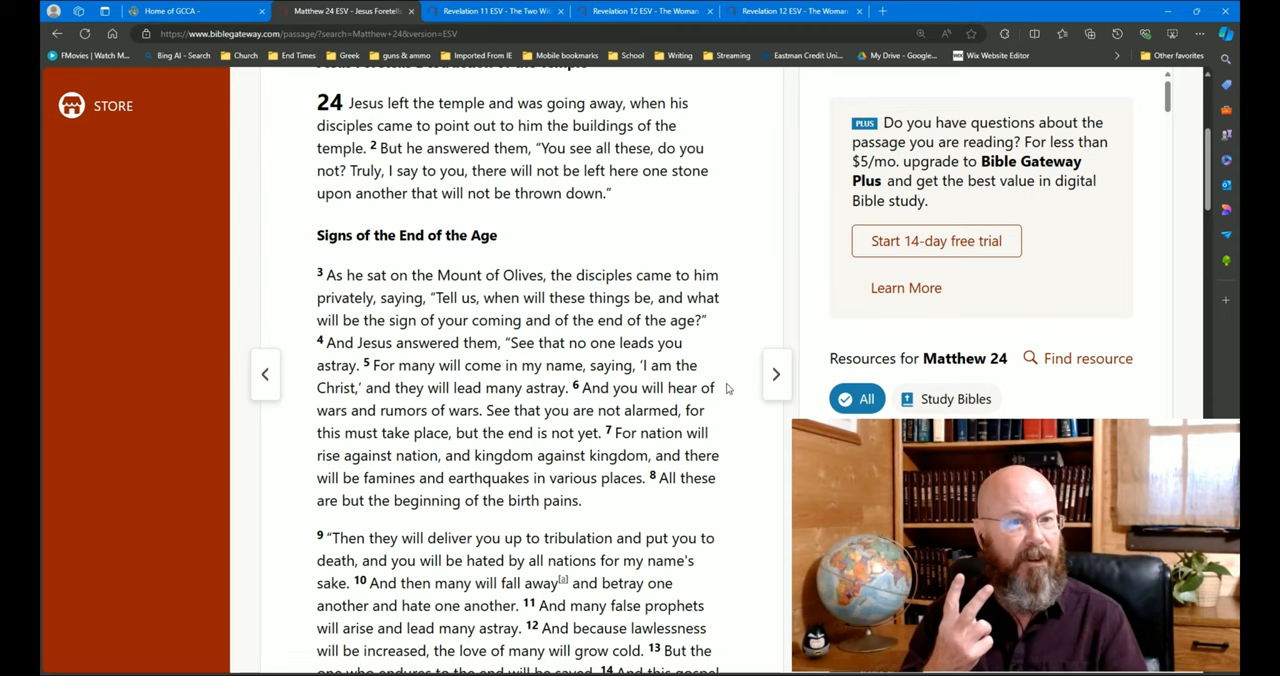 Home of GCCA -
Matthew 24 ESV - Jesus Foretells
Revelation 11 ESV - The Two Wit
Revelation 12 ESV - The Woman
Revelation 12 ESV - The Woman
https://www.biblegateway.com/passage/?search=Matthew+24&version=ESV
FMovies | Watch M...
Bing AI - Search
Church
End Times
Greek
guns & ammo
Imported From IE
Mobile bookmarks
School
Writing
Streaming
Eastman Credit Uni...
My Drive - Google...
Wix Website Editor
Other favorites
STORE
Jesus Foretells Destruction of the Temple
24 Jesus left the temple and was going away, when his
disciples came to point out to him the buildings of the
temple. 2 But he answered them, “You see all these, do you
not? Truly, I say to you, there will not be left here one stone
upon another that will not be thrown down.”
Signs of the End of the Age
3 As he sat on the Mount of Olives, the disciples came to him
privately, saying, “Tell us, when will these things be, and what
will be the sign of your coming and of the end of the age?”
4 And Jesus answered them, “See that no one leads you
astray. 5 For many will come in my name, saying, ‘I am the
Christ,’ and they will lead many astray. 6 And you will hear of
wars and rumors of wars. See that you are not alarmed, for
this must take place, but the end is not yet. 7 For nation will
rise against nation, and kingdom against kingdom, and there
will be famines and earthquakes in various places. 8 All these
are but the beginning of the birth pains.
9 “Then they will deliver you up to tribulation and put you to
death, and you will be hated by all nations for my name's
sake. 10 And then many will fall away[a] and betray one
another and hate one another. 11 And many false prophets
will arise and lead many astray. 12 And because lawlessness
will be increased, the love of many will grow cold. 13 But the
one who endures to the end will be saved. 14 And this gospel
PLUS Do you have questions about the
passage you are reading? For less than
$5/mo. upgrade to Bible Gateway
Plus and get the best value in digital
Bible study.
Start 14-day free trial
Learn More
Resources for Matthew 24
Find resource
All
Study Bibles